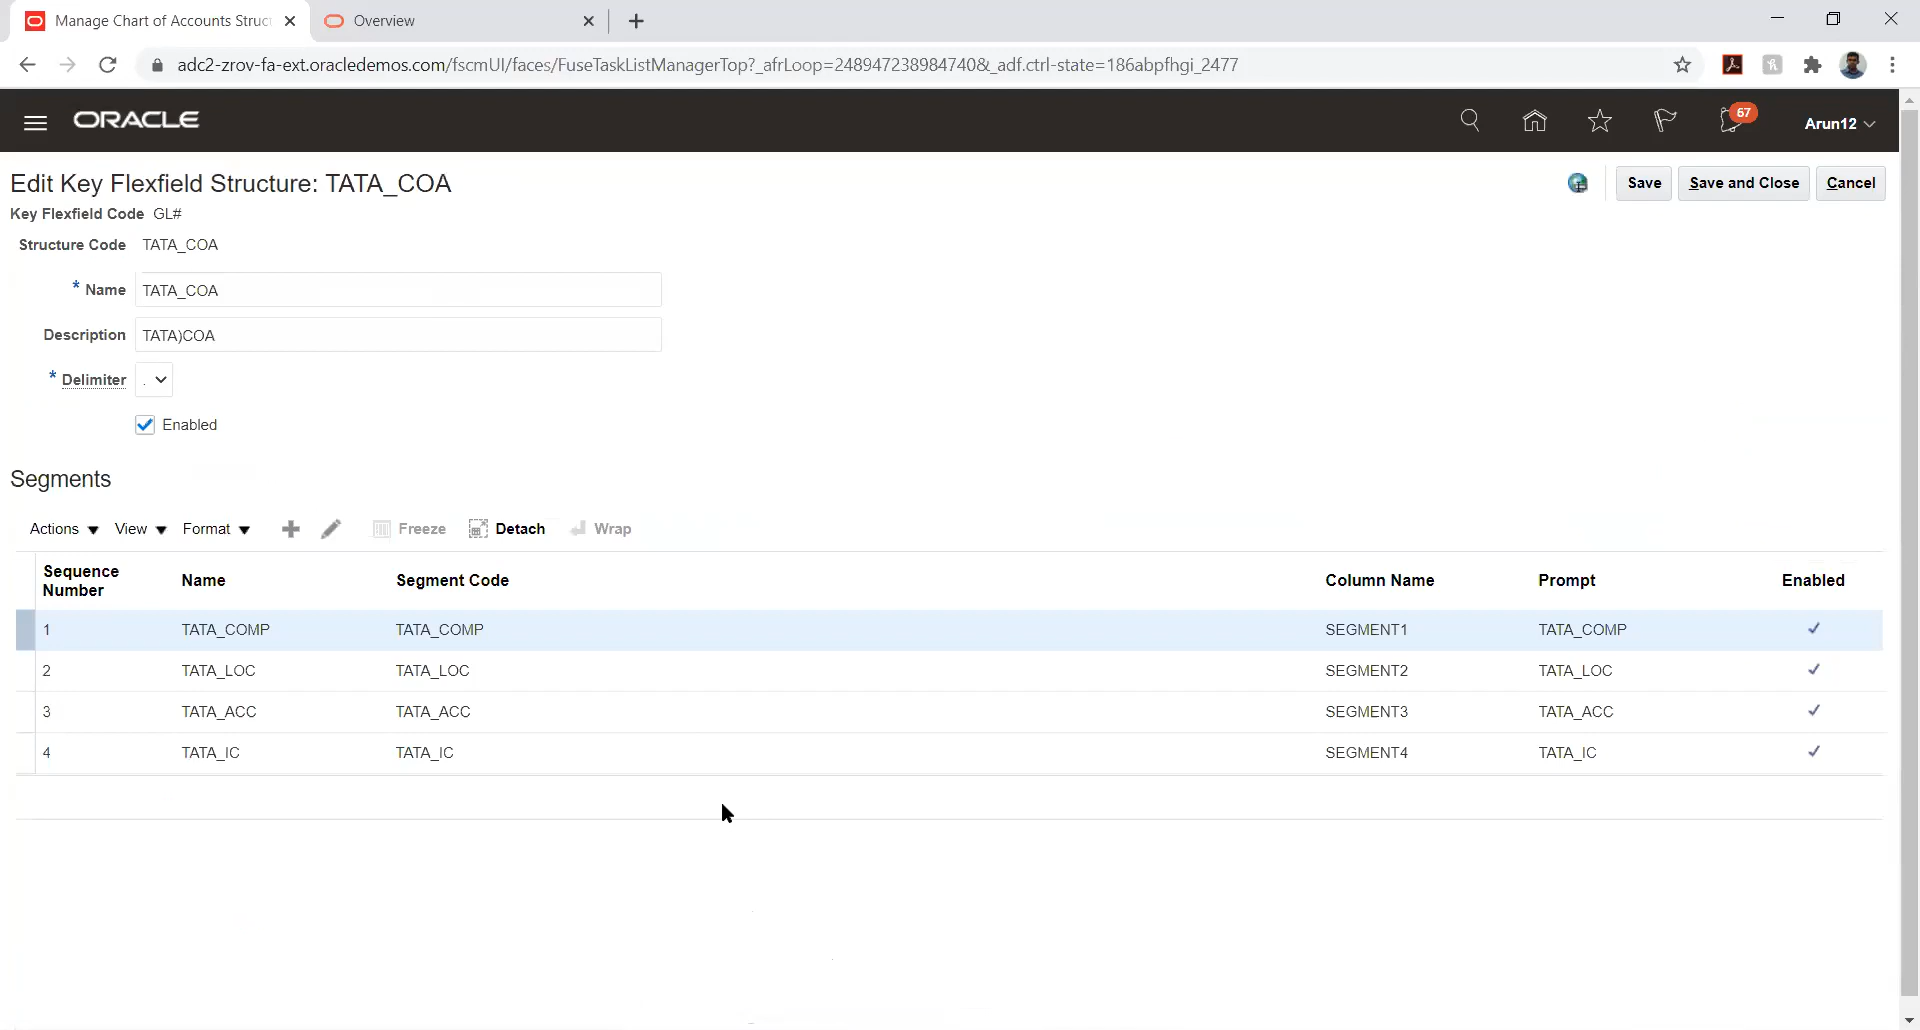 Manage Chart of Accounts Struc
Overview
adc2-zrov-fa-ext.oracledemos.com/fscmUI/faces/FuseTaskListManagerTop?_afrLoop=248947238984740&_adf.ctrl-state=186abpfhgi_2477
ORACLE
67
Arun12
Edit Key Flexfield Structure: TATA_COA
Save
Save and Close
Cancel
Key Flexfield Code GL#
Structure Code TATA_COA
* Name TATA_COA
Description TATA)COA
* Delimiter .
Enabled
Segments
Actions View Format Freeze Detach Wrap
Sequence Number Name Segment Code Column Name Prompt Enabled
1 TATA_COMP TATA_COMP SEGMENT1 TATA_COMP
2 TATA_LOC TATA_LOC SEGMENT2 TATA_LOC
3 TATA_ACC TATA_ACC SEGMENT3 TATA_ACC
4 TATA_IC TATA_IC SEGMENT4 TATA_IC